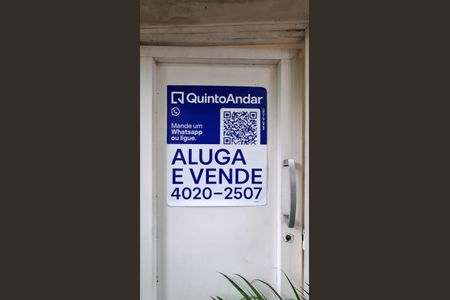 QuintoAndar
Mande um
Whatsapp
ou ligue.
ALUGA
E VENDE
4020-2507